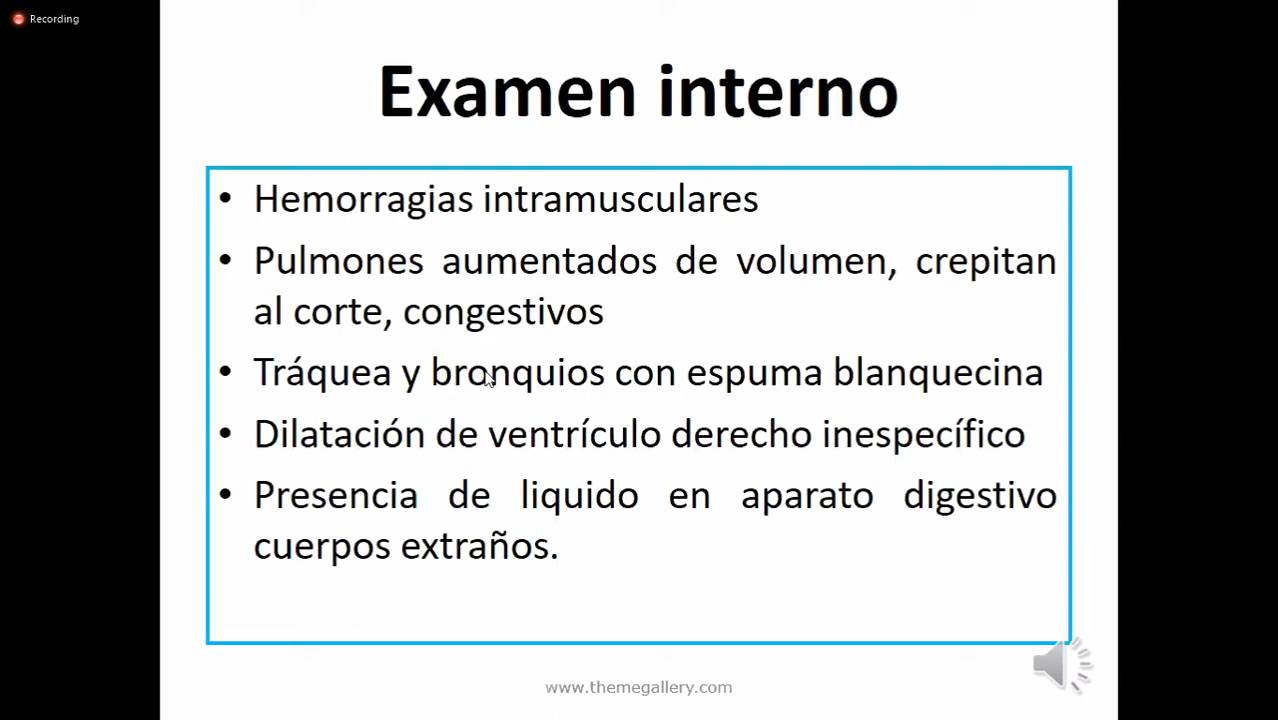 Recording
Examen interno
• Hemorragias intramusculares
• Pulmones aumentados de volumen, crepitan
al corte, congestivos
• Tráquea y bronquios con espuma blanquecina
• Dilatación de ventrículo derecho inespecífico
• Presencia de liquido en aparato digestivo
cuerpos extraños.
www.themegallery.com